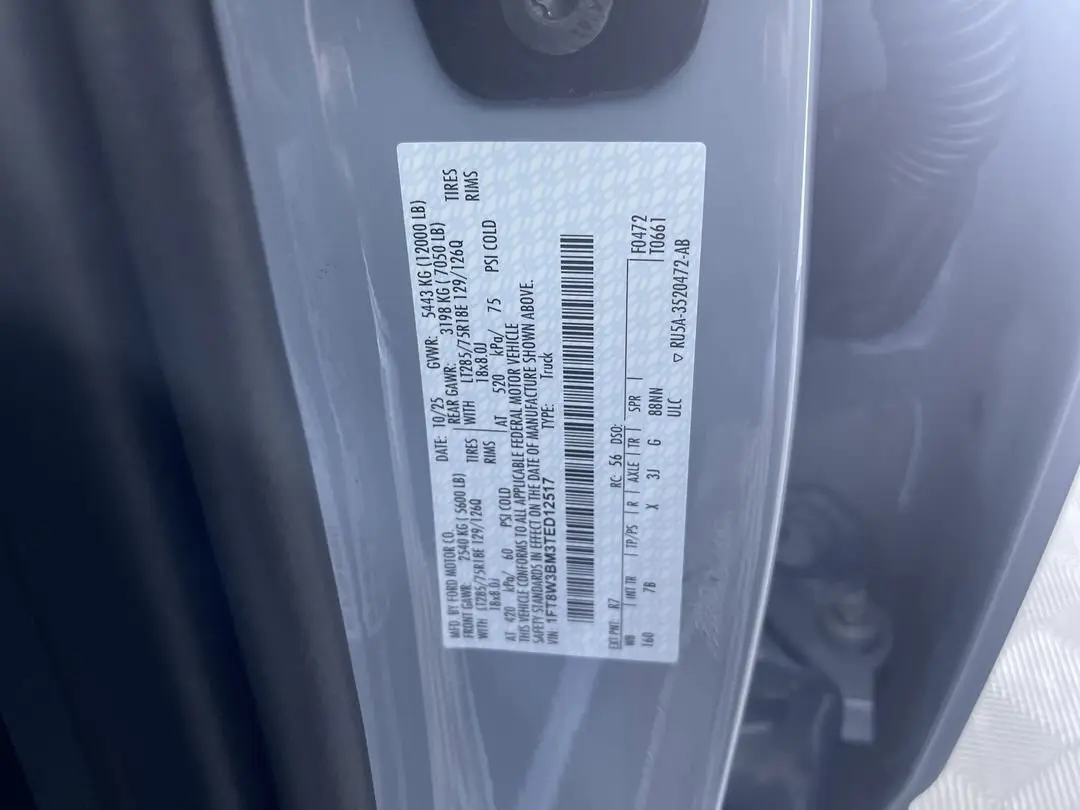 MFD. BY FORD MOTOR CO.
DATE: 10/25 GVWR: 5443 KG (12000 LB)
FRONT GAWR: 2540 KG (5600 LB) REAR GAWR: 3198 KG (7050 LB)
WITH LT285/75R18E 129/126Q TIRES WITH LT285/75R18E 129/126Q TIRES
18x8.0J RIMS 18x8.0J RIMS
AT 420 kPa/ 60 PSI COLD AT 520 kPa/ 75 PSI COLD
THIS VEHICLE CONFORMS TO ALL APPLICABLE FEDERAL MOTOR VEHICLE
SAFETY STANDARDS IN EFFECT ON THE DATE OF MANUFACTURE SHOWN ABOVE.
VIN: 1FT8W3BM3TED12517 TYPE: Truck
EXT PNT: R7 RC: 56 DSO:
WB INT TR TP/PS R AXLE TR SPR F0472
160 7B X 3J G 88NN T0661
ULC
▽ RU5A-3520472-AB